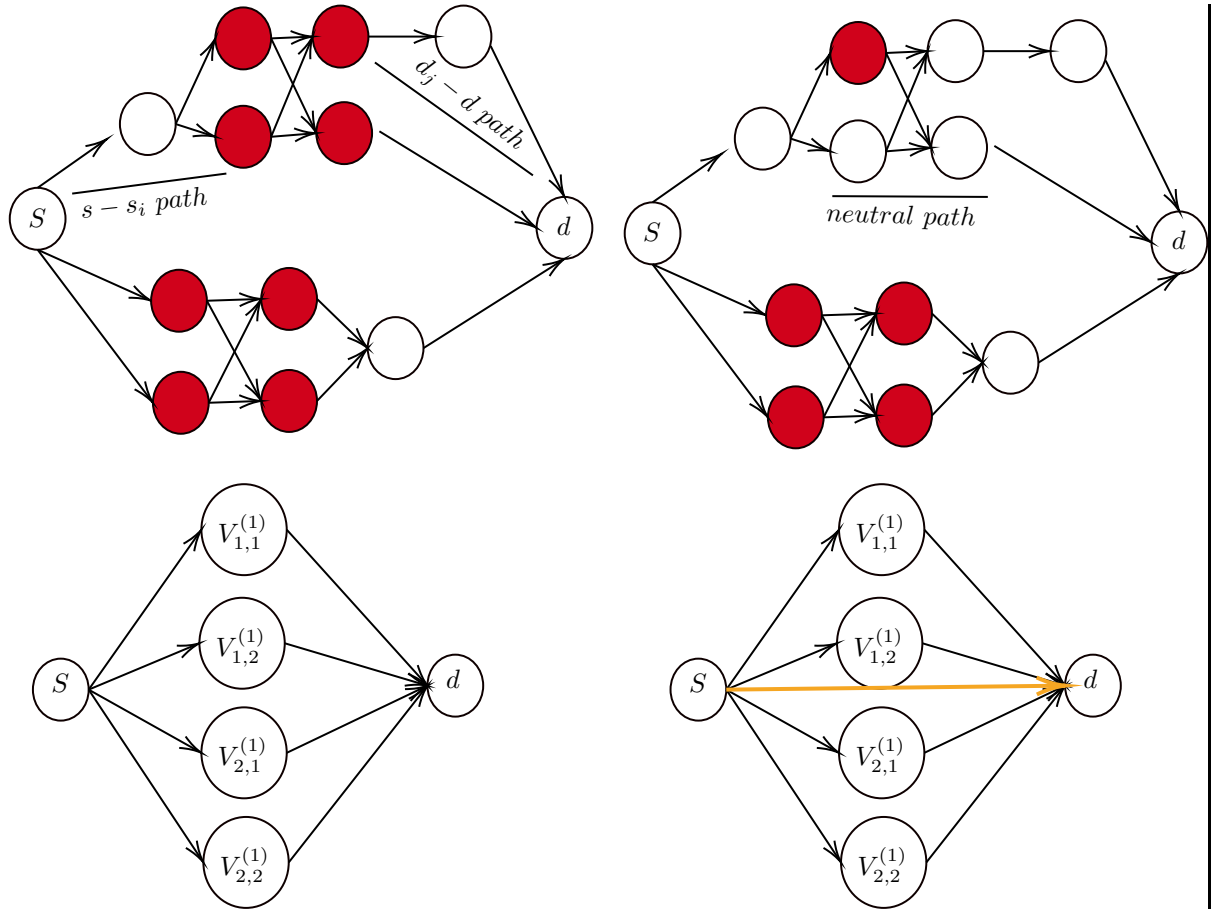 d_j − d path
s − s_i path
S
d
neutral path
S
d
V_{1,1}^{(1)}
V_{1,2}^{(1)}
S
d
V_{2,1}^{(1)}
V_{2,2}^{(1)}
V_{1,1}^{(1)}
V_{1,2}^{(1)}
S
d
V_{2,1}^{(1)}
V_{2,2}^{(1)}